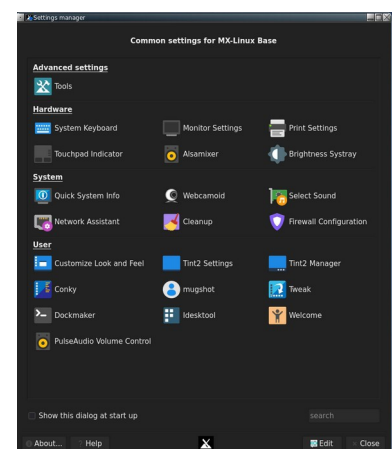 Settings manager
Common settings for MX-Linux Base
Advanced settings
Tools
Hardware
System Keyboard Monitor Settings Print Settings
Touchpad Indicator Alsamixer Brightness Systray
System
Quick System Info Webcamoid Select Sound
Network Assistant Cleanup Firewall Configuration
User
Customize Look and Feel Tint2 Settings Tint2 Manager
Conky mugshot Tweak
Dockmaker Idesktool Welcome
PulseAudio Volume Control
Show this dialog at start up search
About... Help Edit Close